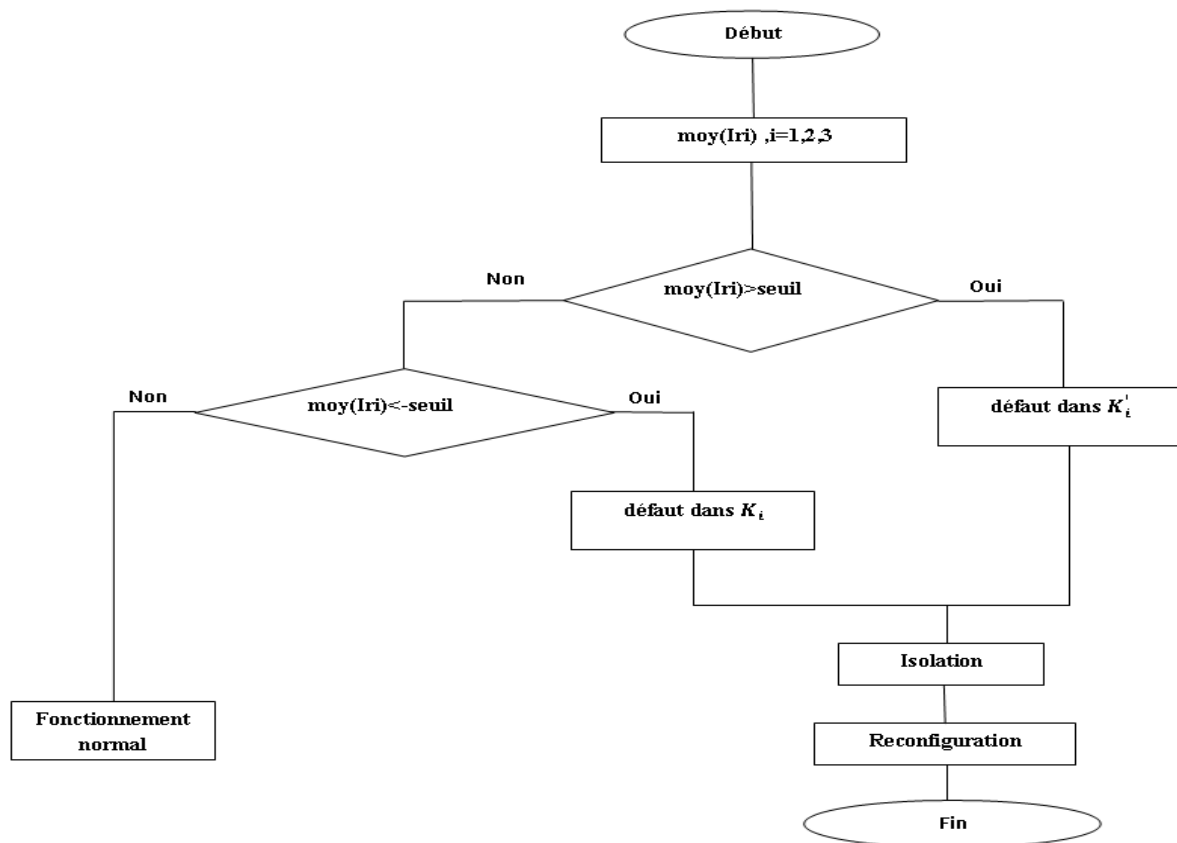 Début
moy(Iri) ,i=1,2,3
moy(Iri)>seuil
Non
Oui
moy(Iri)<-seuil
Non
Oui
défaut dans K'i
défaut dans Ki
Isolation
Fonctionnement
normal
Reconfiguration
Fin